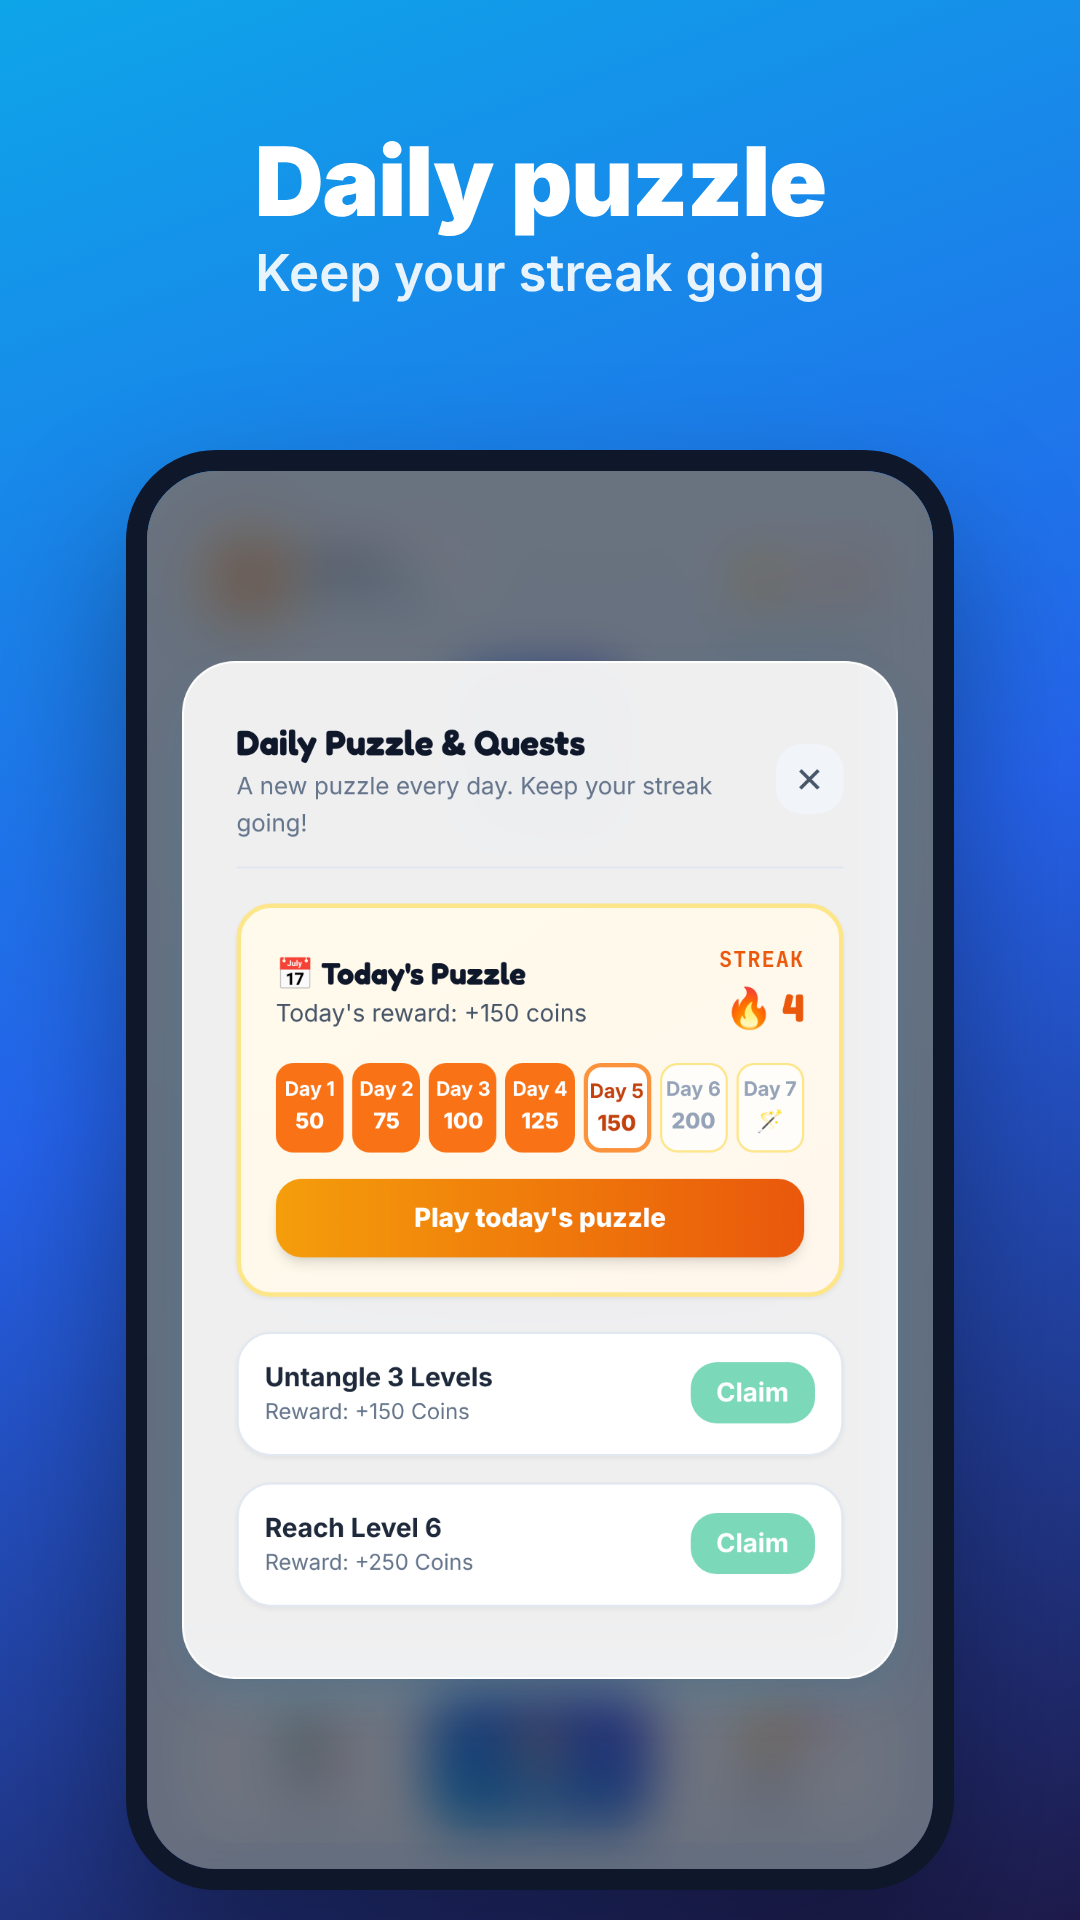 Daily puzzle
Keep your streak going
Daily Puzzle & Quests
A new puzzle every day. Keep your streak
going!
July
17
Today's Puzzle
Today's reward: +150 coins
STREAK
4
Day 1
50
Day 2
75
Day 3
100
Day 4
125
Day 5
150
Day 6
200
Day 7
Play today's puzzle
Untangle 3 Levels
Reward: +150 Coins
Claim
Reach Level 6
Reward: +250 Coins
Claim